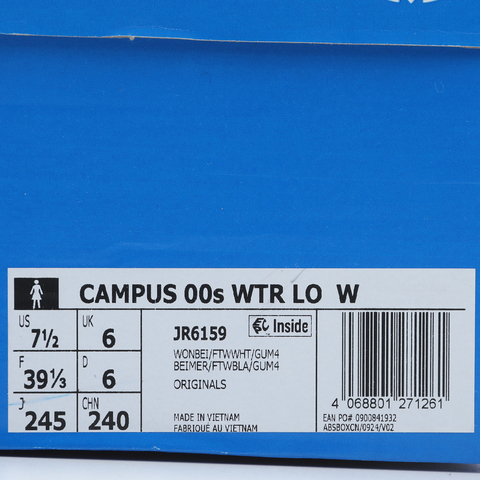 CAMPUS 00s WTR LO W
US 7½ UK 6
F 39⅓ D 6
J 245 CHN 240
JR6159 Inside
WONBEI/FTWWHT/GUM4
BEIMER/FTWBLA/GUM4
ORIGINALS
MADE IN VIETNAM
FABRIQUÉ AU VIETNAM
4 068801 271261
EAN PO# 0900841932
ABSBOXCN/0924/V02